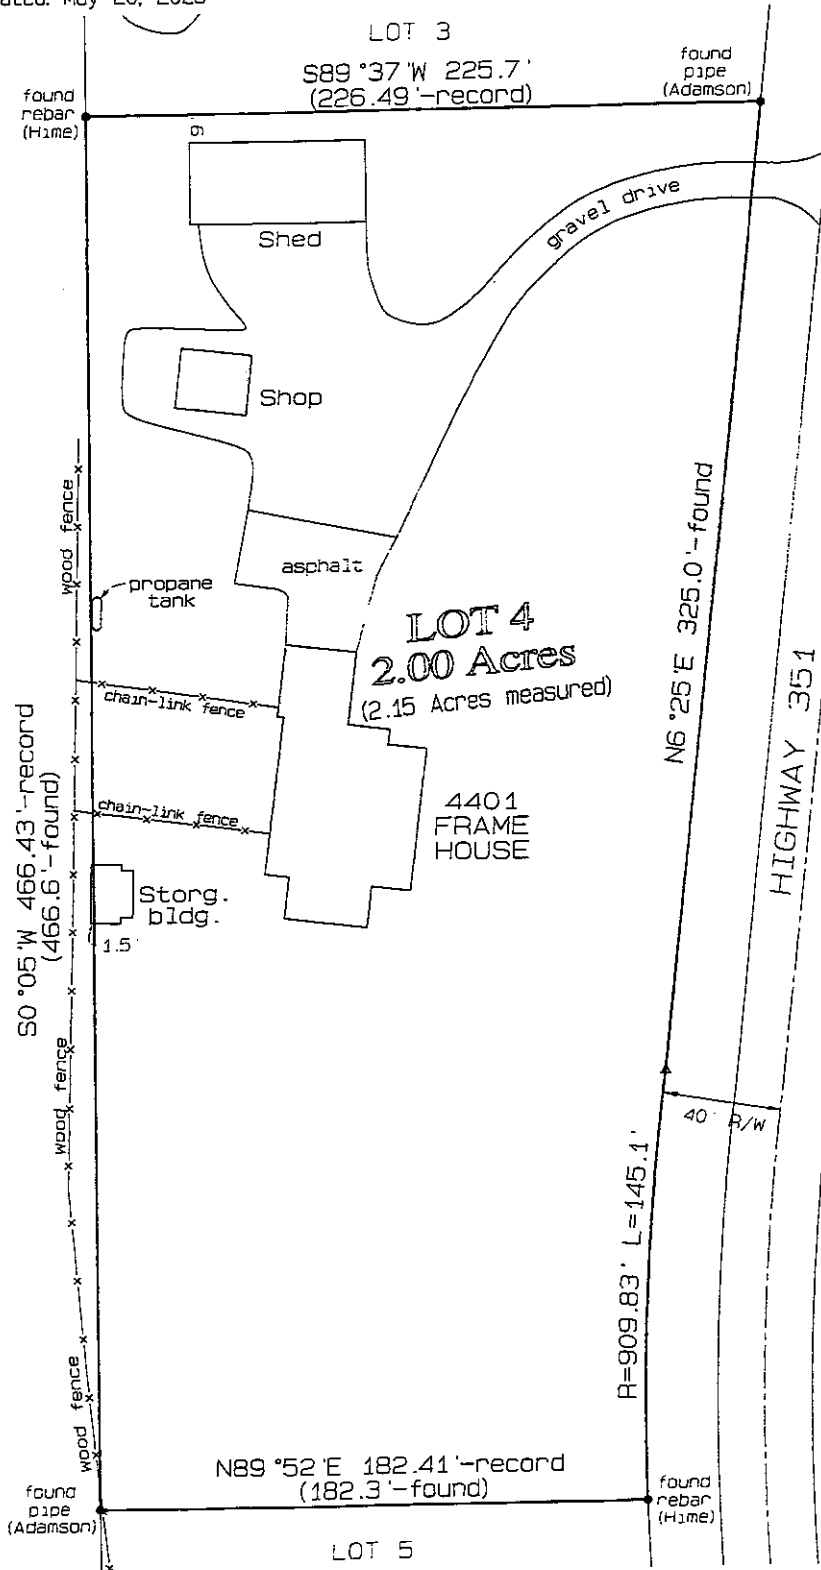 LOT 3
S89°37'W 225.7'
(226.49'-record)
found
pipe
(Adamson)
found
rebar
(Hime)
9
Shed
gravel drive
Shop
wood fence
asphalt
propane
tank
LOT 4
2.00 Acres
(2.15 Acres measured)
N6°25'E 325.0'-found
HIGHWAY 351
chain-link fence
S0°05'W 466.43'-record
(466.6'-found)
chain-link fence
4401
FRAME
HOUSE
Storg.
bldg.
1.5'
wood fence
40' R/W
R=909.83' L=145.1'
wood fence
N89°52'E 182.41'-record
(182.3'-found)
found
pipe
(Adamson)
found
rebar
(Hime)
LOT 5